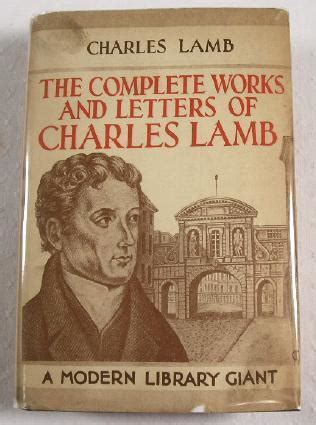 CHARLES LAMB
THE COMPLETE WORKS
AND LETTERS OF
CHARLES LAMB
A MODERN LIBRARY GIANT